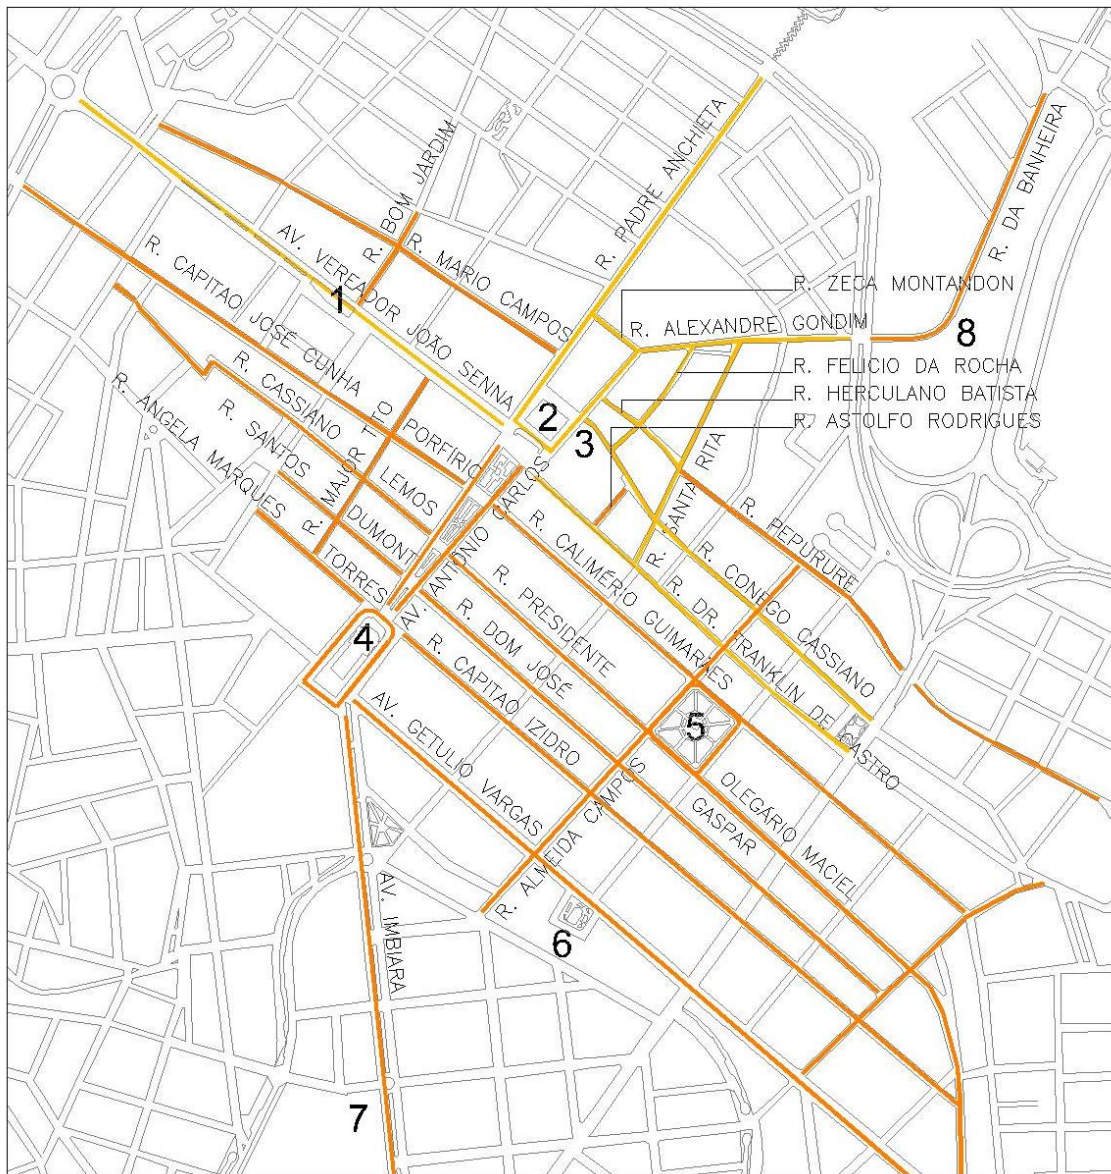 R. PADRE ANCHIETA
R. BOM JARDIM
R. DA BANHEIRA
R. MARIO CAMPOS
AV. VEREADOR JOÃO SENNA
R. ZECA MONTANDON
1
R. ALEXANDRE GONDIM
8
R. CAPITAO JOSÉ CUNHA
R. FELICIO DA ROCHA
R. HERCULANO BATISTA
R. ASTOLFO RODRIGUES
2
3
R. CASSIANO LEMOS
PORFÍRIO
R. MAJOR TITO
R. SANTOS DUMONT
R. ANGELA MARQUES TORRES
AV. ANTÔNIO CARLOS
R. SANTA RITA
R. PEPURURE
R. CALIMÉRIO GUIMARÃES
R. CONEGO CASSIANO
R. DR. FRANKLIN DE CASTRO
R. PRESIDENTE OLEGÁRIO MACIEL
R. DOM JOSÉ GASPAR
R. CAPITAO IZIDRO
4
5
AV. GETULIO VARGAS
R. ALMEIDA CAMPOS
6
AV. IMBIARA
7